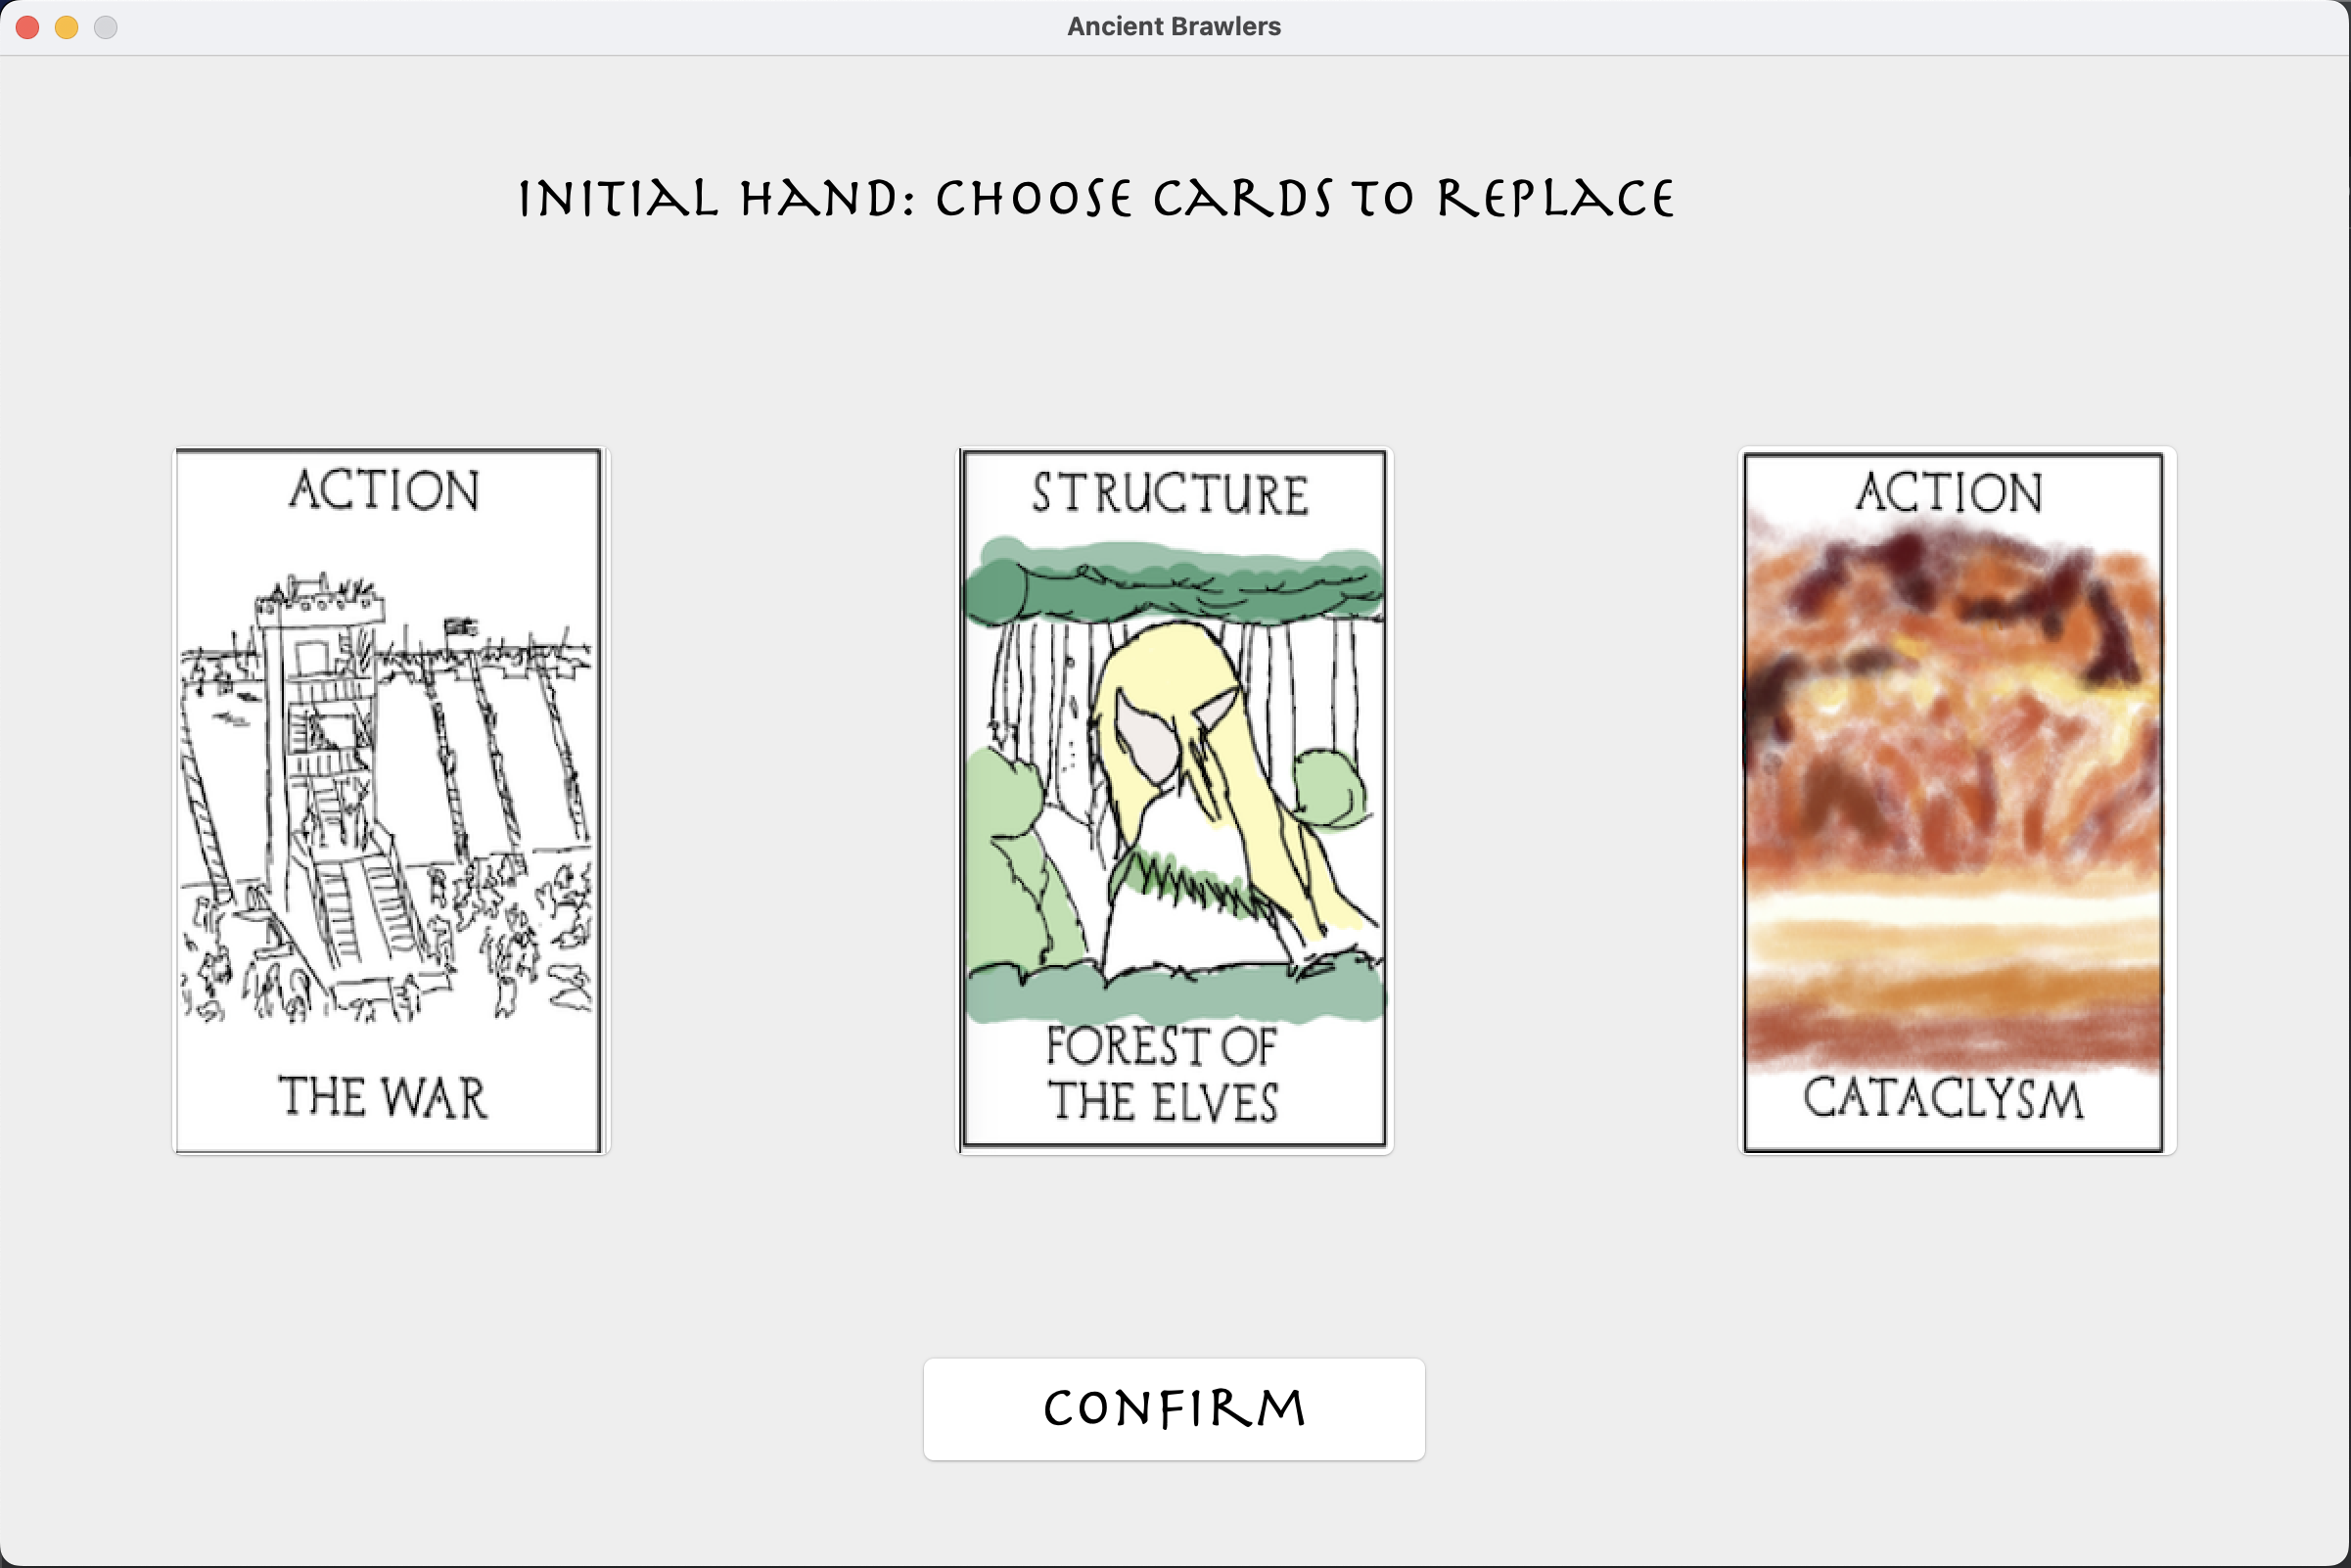 Ancient Brawlers
INITIAL HAND: CHOOSE CARDS TO REPLACE
ACTION
THE WAR
STRUCTURE
FOREST OF
THE ELVES
ACTION
CATACLYSM
CONFIRM